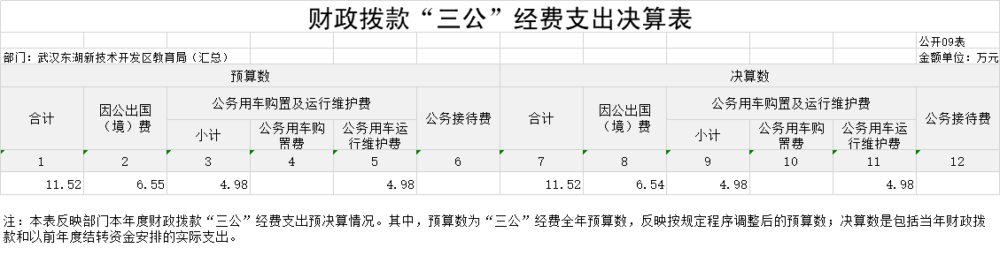 财政拨款“三公”经费支出决算表
公开09表
部门：武汉东湖新技术开发区教育局（汇总） 金额单位：万元
预算数 决算数
合计 因公出国（境）费 公务用车购置及运行维护费 公务接待费 合计 因公出国（境）费 公务用车购置及运行维护费 公务接待费
小计 公务用车购置费 公务用车运行维护费 小计 公务用车购置费 公务用车运行维护费
1 2 3 4 5 6 7 8 9 10 11 12
11.52 6.55 4.98 4.98 11.52 6.54 4.98 4.98
注：本表反映部门本年度财政拨款“三公”经费支出预决算情况。其中，预算数为“三公”经费全年预算数，反映按规定程序调整后的预算数；决算数是包括当年财政拨
款和以前年度结转资金安排的实际支出。